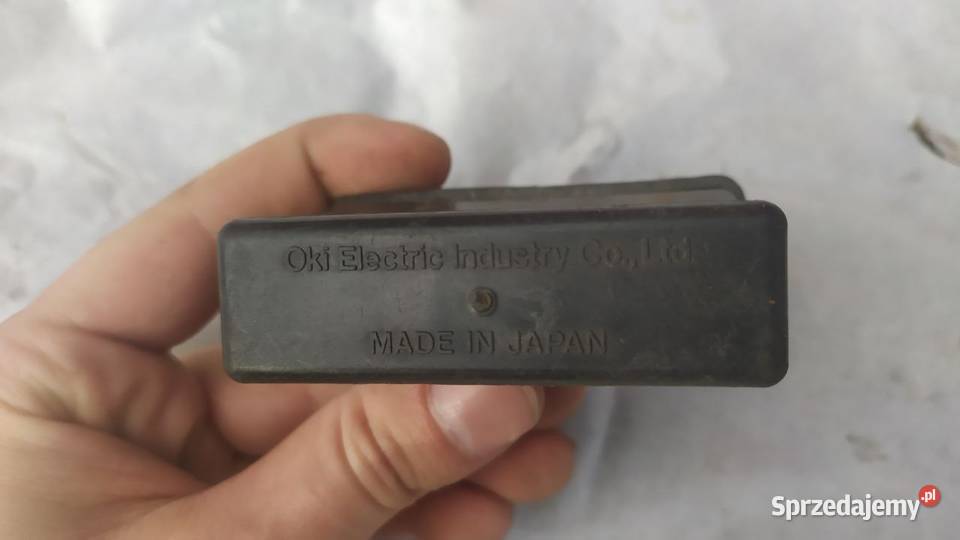 Oki Electric Industry Co., Ltd.
MADE IN JAPAN
Sprzedajemy.pl